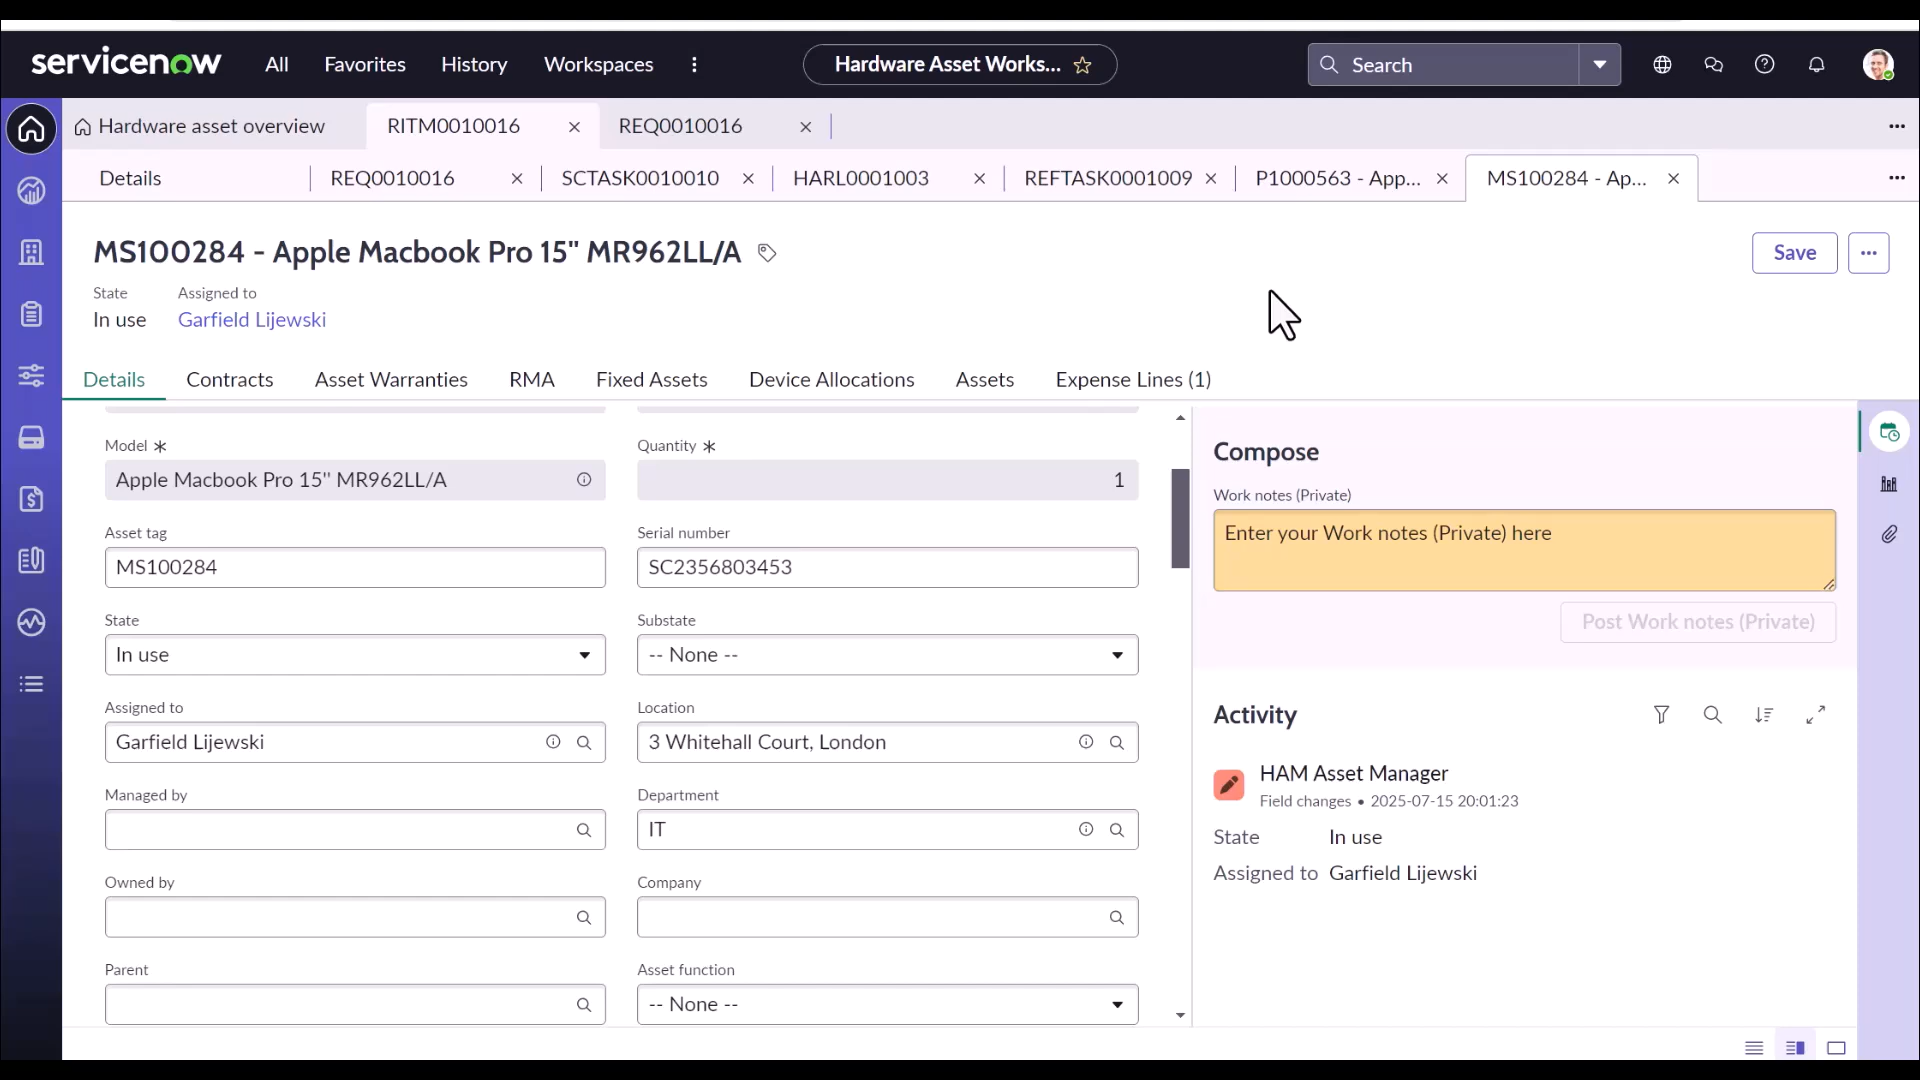 servicenow All Favorites History Workspaces Hardware Asset Works... Search
Hardware asset overview RITM0010016 REQ0010016
Details REQ0010016 SCTASK0010010 HARL0001003 REFTASK0001009 P1000563 - App... MS100284 - Ap...
MS100284 - Apple Macbook Pro 15" MR962LL/A
Save
State Assigned to
In use Garfield Lijewski
Details Contracts Asset Warranties RMA Fixed Assets Device Allocations Assets Expense Lines (1)
Model * Quantity *
Apple Macbook Pro 15" MR962LL/A 1
Asset tag Serial number
MS100284 SC2356803453
State Substate
In use -- None --
Assigned to Location
Garfield Lijewski 3 Whitehall Court, London
Managed by Department
IT
Owned by Company
Parent Asset function
-- None --
Compose
Work notes (Private)
Enter your Work notes (Private) here
Post Work notes (Private)
Activity
HAM Asset Manager
Field changes • 2025-07-15 20:01:23
State In use
Assigned to Garfield Lijewski